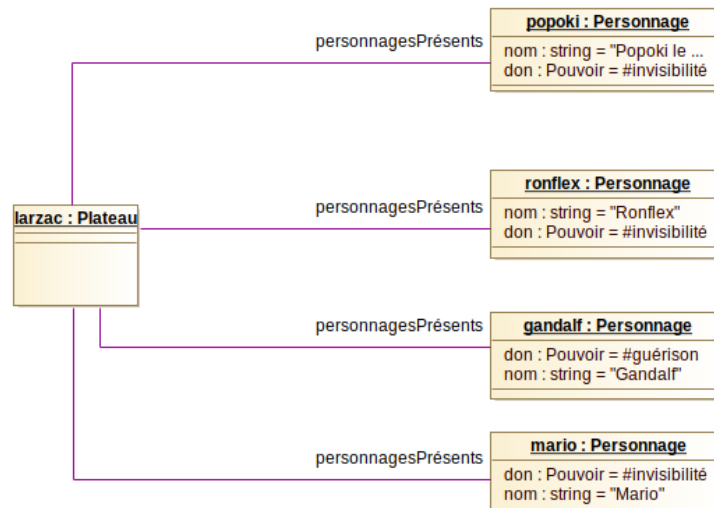 popoki : Personnage
personnagesPrésents
nom : string = "Popoki le ...
don : Pouvoir = #invisibilité
ronflex : Personnage
personnagesPrésents
nom : string = "Ronflex"
don : Pouvoir = #invisibilité
larzac : Plateau
gandalf : Personnage
personnagesPrésents
don : Pouvoir = #guérison
nom : string = "Gandalf"
mario : Personnage
personnagesPrésents
don : Pouvoir = #invisibilité
nom : string = "Mario"